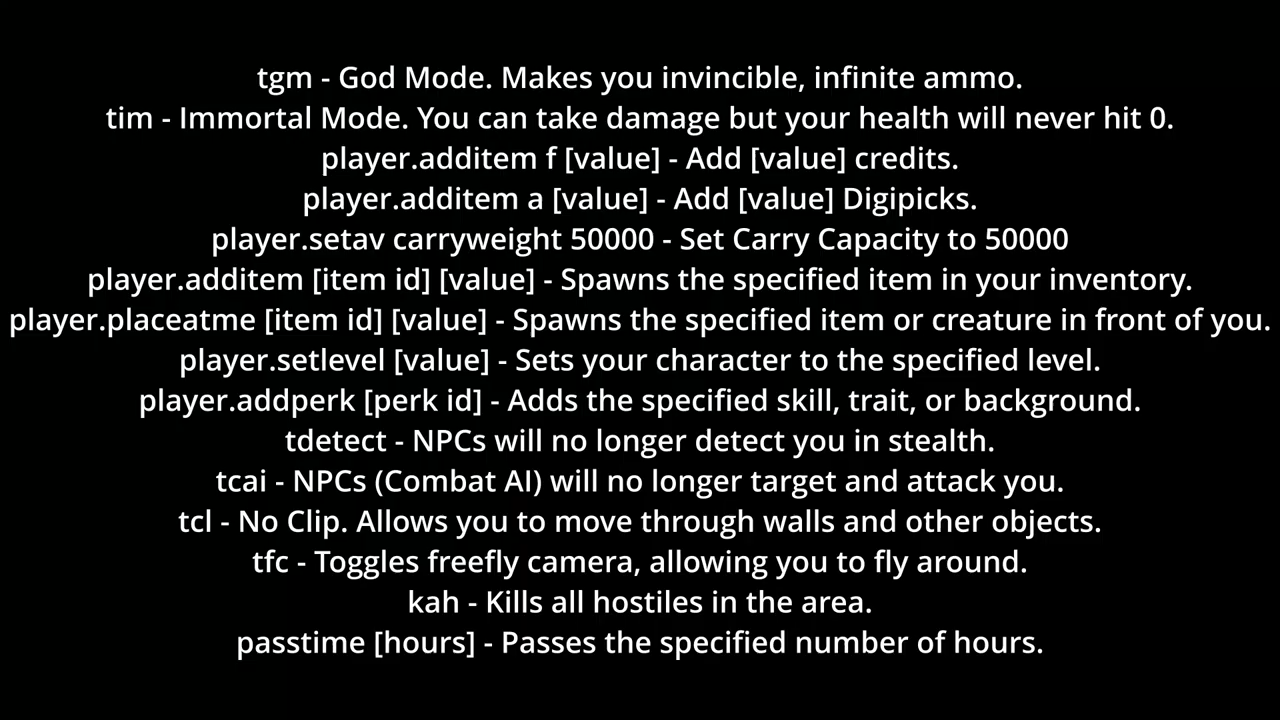 tgm - God Mode. Makes you invincible, infinite ammo.
tim - Immortal Mode. You can take damage but your health will never hit 0.
player.additem f [value] - Add [value] credits.
player.additem a [value] - Add [value] Digipicks.
player.setav carryweight 50000 - Set Carry Capacity to 50000
player.additem [item id] [value] - Spawns the specified item in your inventory.
player.placeatme [item id] [value] - Spawns the specified item or creature in front of you.
player.setlevel [value] - Sets your character to the specified level.
player.addperk [perk id] - Adds the specified skill, trait, or background.
tdetect - NPCs will no longer detect you in stealth.
tcai - NPCs (Combat AI) will no longer target and attack you.
tcl - No Clip. Allows you to move through walls and other objects.
tfc - Toggles freefly camera, allowing you to fly around.
kah - Kills all hostiles in the area.
passtime [hours] - Passes the specified number of hours.